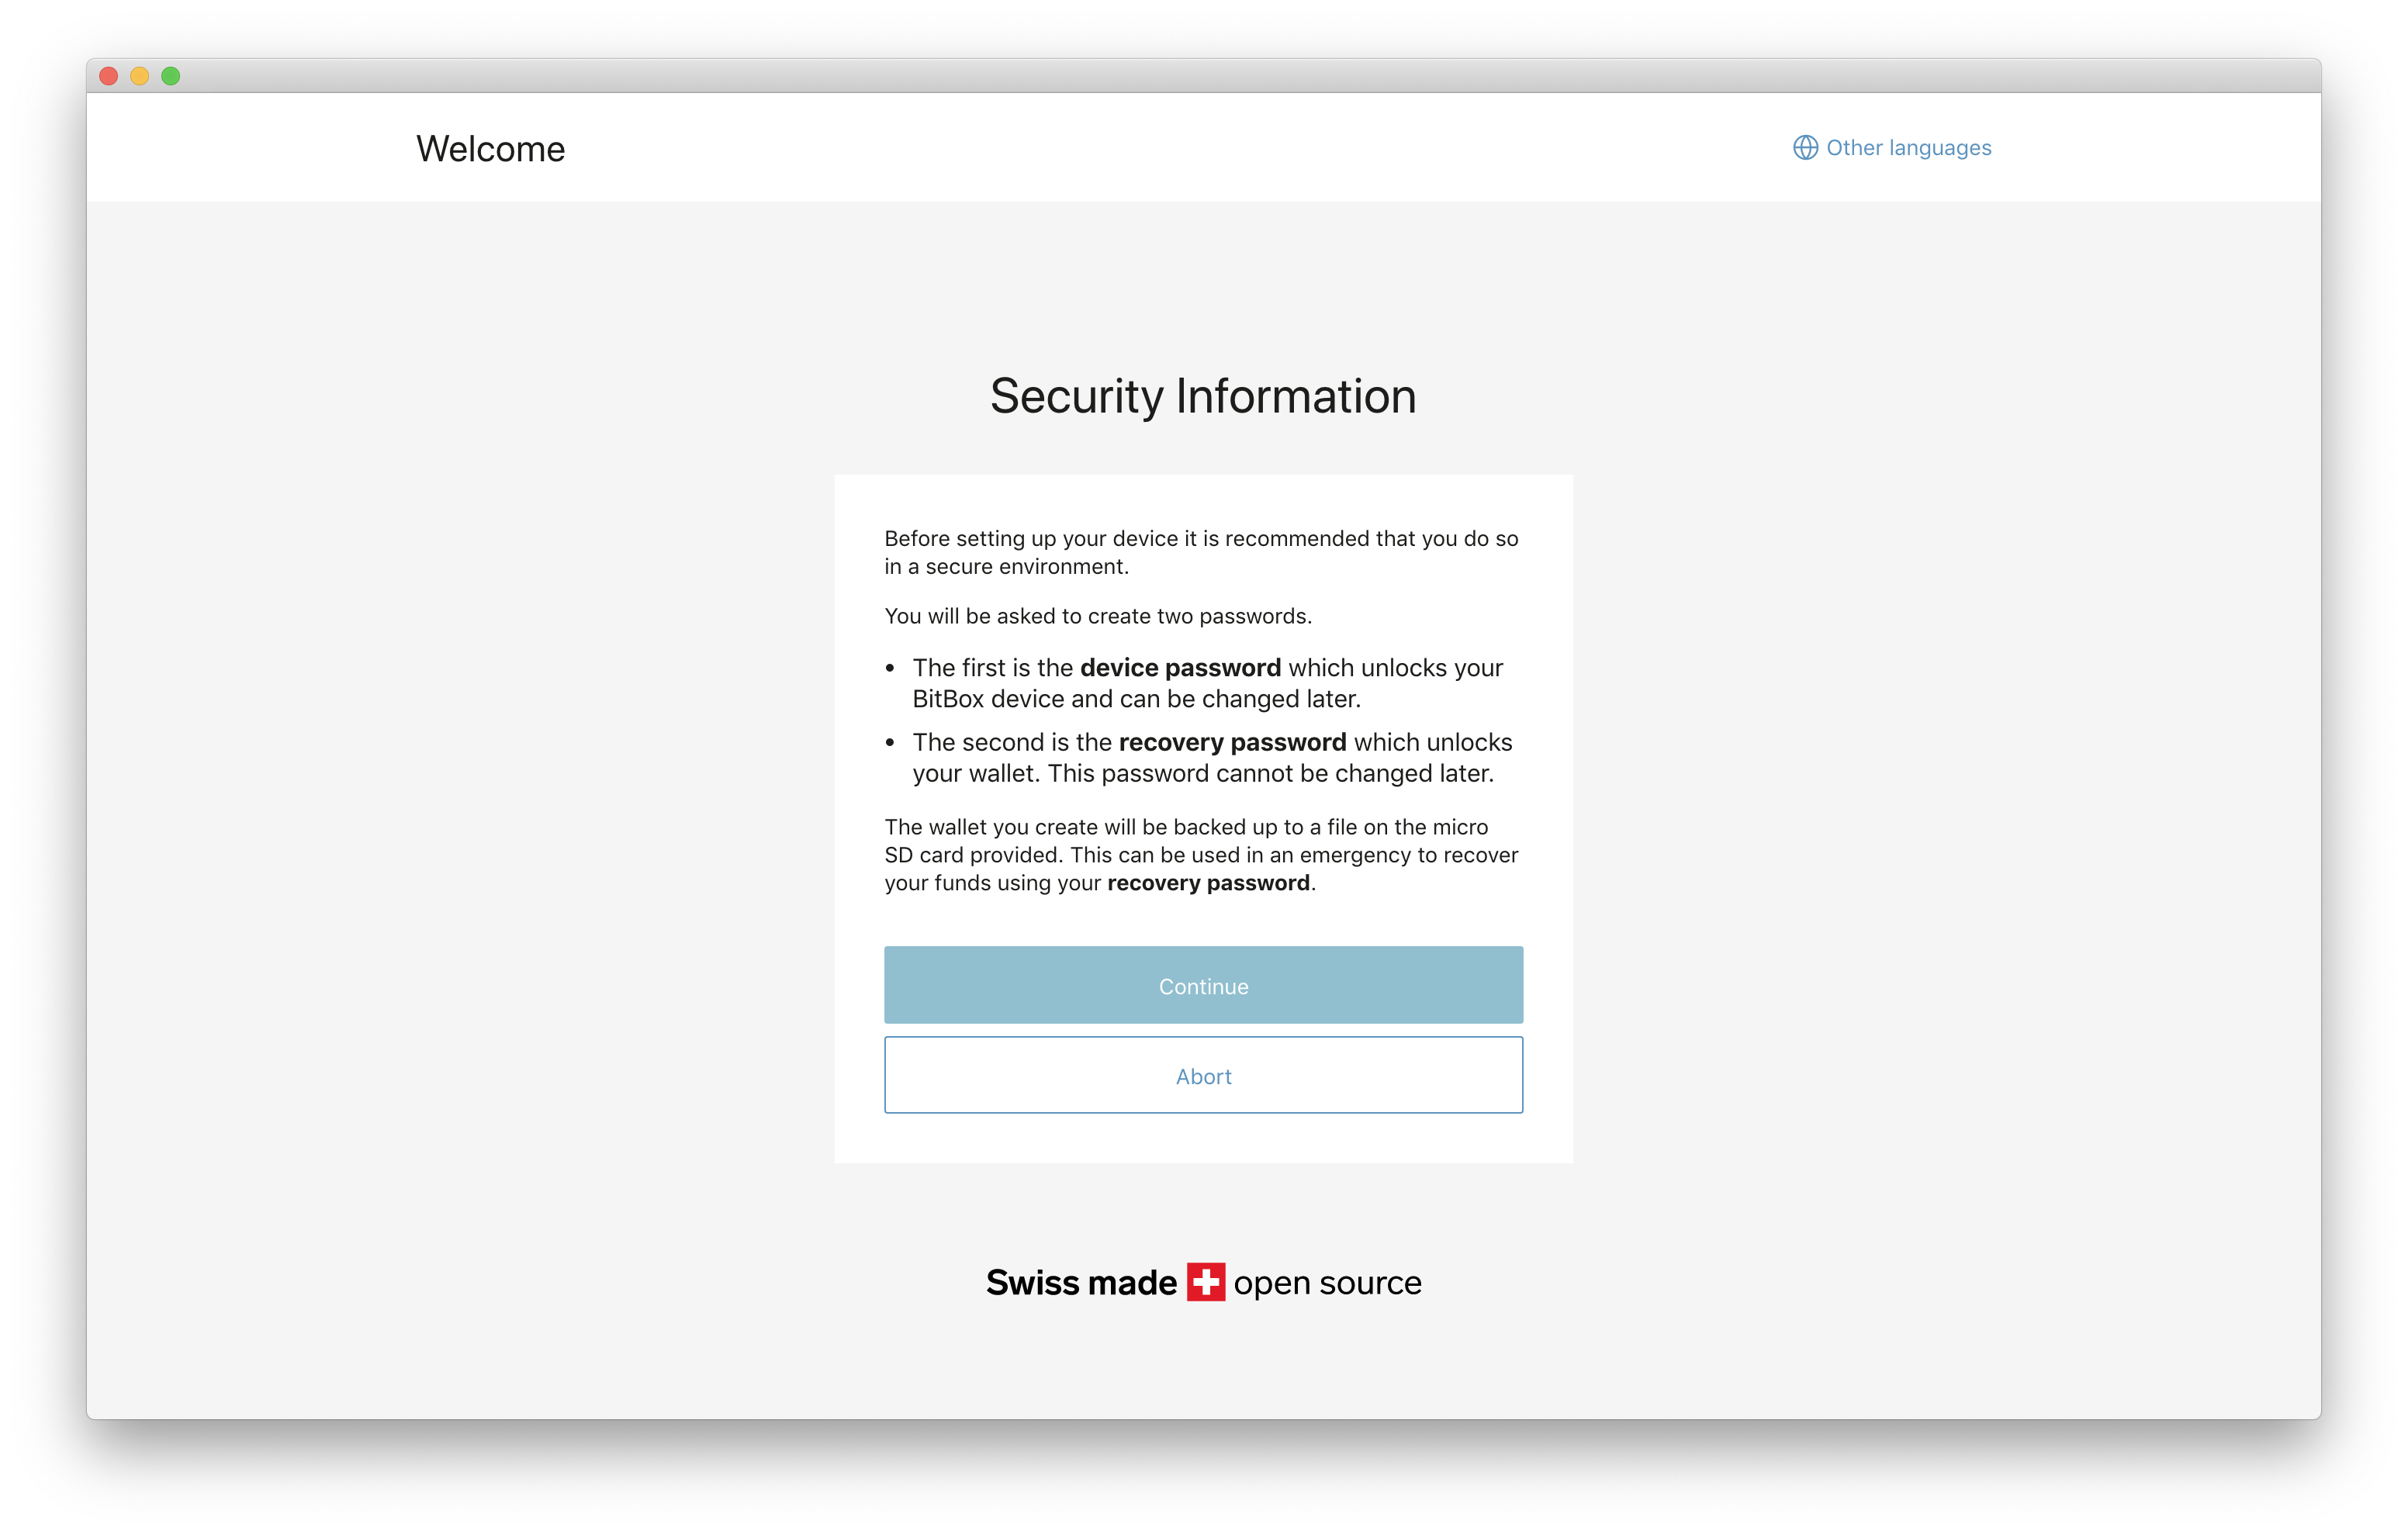 Welcome
Other languages
Security Information
Before setting up your device it is recommended that you do so
in a secure environment.
You will be asked to create two passwords.
• The first is the device password which unlocks your
BitBox device and can be changed later.
• The second is the recovery password which unlocks
your wallet. This password cannot be changed later.
The wallet you create will be backed up to a file on the micro
SD card provided. This can be used in an emergency to recover
your funds using your recovery password.
Continue
Abort
Swiss made open source